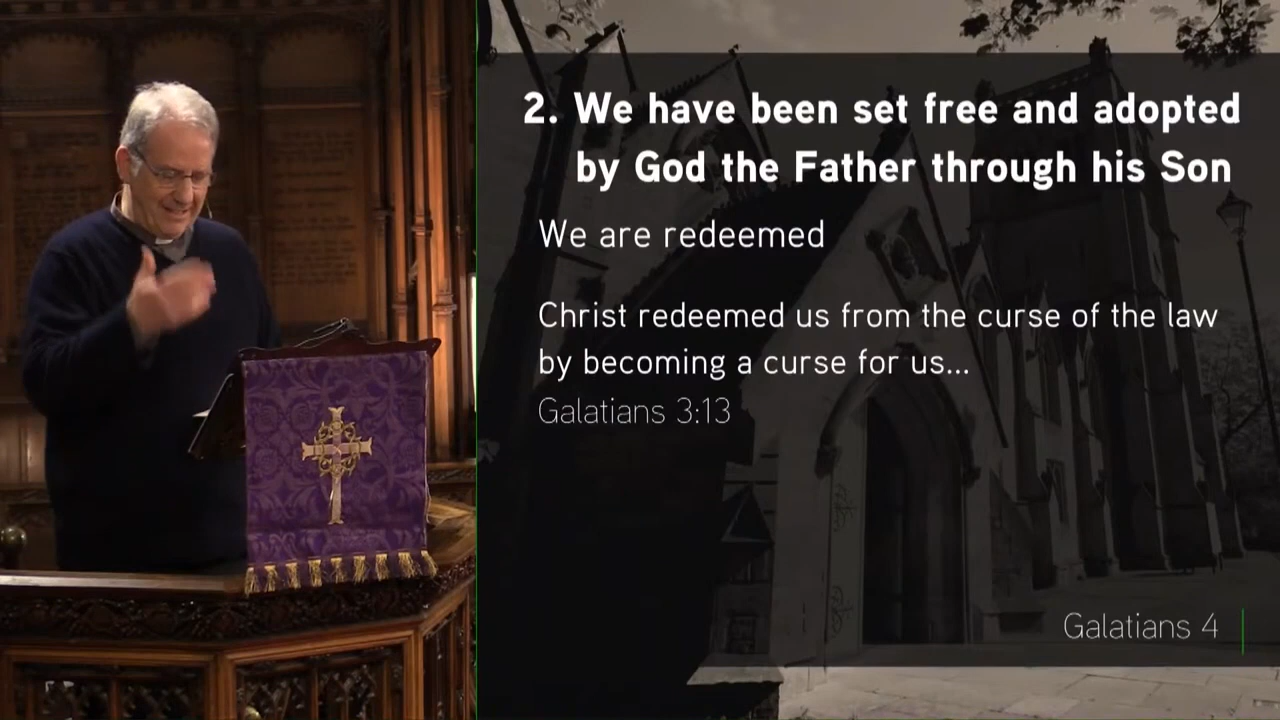 2. We have been set free and adopted
by God the Father through his Son
We are redeemed
Christ redeemed us from the curse of the law
by becoming a curse for us...
Galatians 3:13
Galatians 4